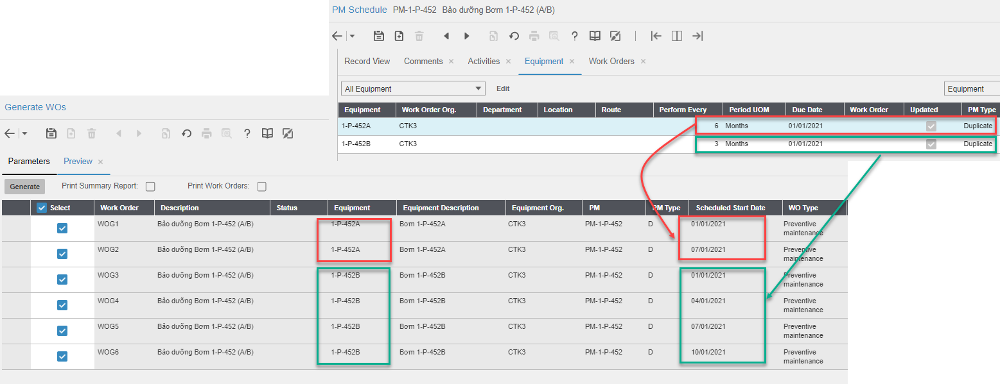 PM Schedule PM-1-P-452 Bảo dưỡng Bơm 1-P-452 (A/B)
Record View Comments Activities Equipment Work Orders
All Equipment Edit Equipment
Equipment Work Order Org. Department Location Route Perform Every Period UOM Due Date Work Order Updated PM Type
1-P-452A CTK3 6 Months 01/01/2021 Duplicate
1-P-452B CTK3 3 Months 01/01/2021 Duplicate
Generate WOs
Parameters Preview
Generate Print Summary Report: Print Work Orders:
Select Work Order Description Status Equipment Equipment Description Equipment Org. PM PM Type Scheduled Start Date WO Type
WOG1 Bảo dưỡng Bơm 1-P-452 (A/B) 1-P-452A Bơm 1-P-452A CTK3 PM-1-P-452 D 01/01/2021 Preventive
maintenance
WOG2 Bảo dưỡng Bơm 1-P-452 (A/B) 1-P-452A Bơm 1-P-452A CTK3 PM-1-P-452 D 07/01/2021 Preventive
maintenance
WOG3 Bảo dưỡng Bơm 1-P-452 (A/B) 1-P-452B Bơm 1-P-452B CTK3 PM-1-P-452 D 01/01/2021 Preventive
maintenance
WOG4 Bảo dưỡng Bơm 1-P-452 (A/B) 1-P-452B Bơm 1-P-452B CTK3 PM-1-P-452 D 04/01/2021 Preventive
maintenance
WOG5 Bảo dưỡng Bơm 1-P-452 (A/B) 1-P-452B Bơm 1-P-452B CTK3 PM-1-P-452 D 07/01/2021 Preventive
maintenance
WOG6 Bảo dưỡng Bơm 1-P-452 (A/B) 1-P-452B Bơm 1-P-452B CTK3 PM-1-P-452 D 10/01/2021 Preventive
maintenance